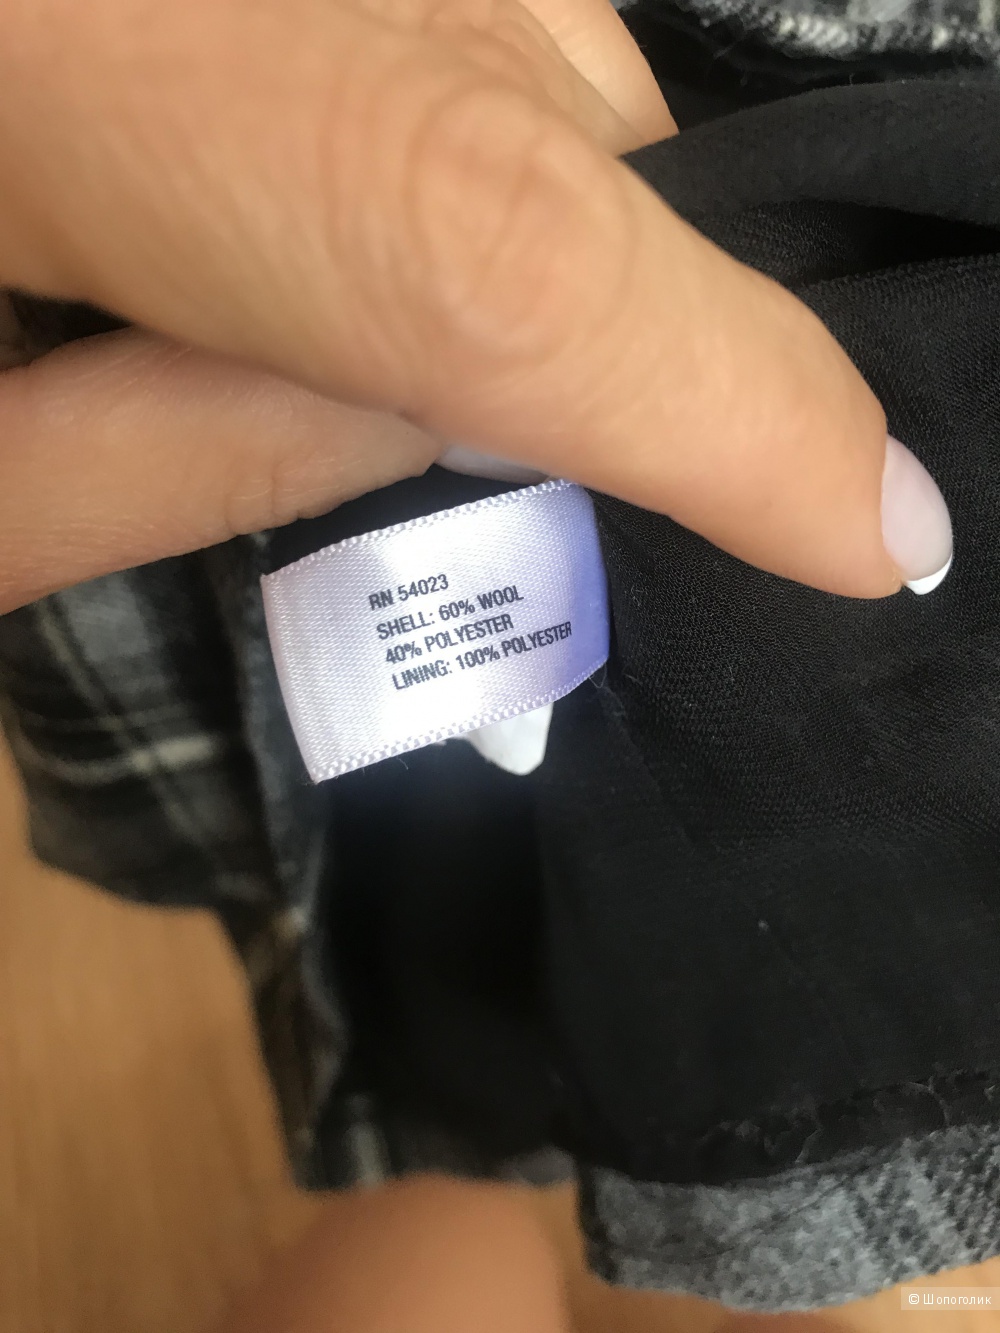 RN 54023
SHELL: 60% WOOL
40% POLYESTER
LINING: 100% POLYESTER
© Шопоголик